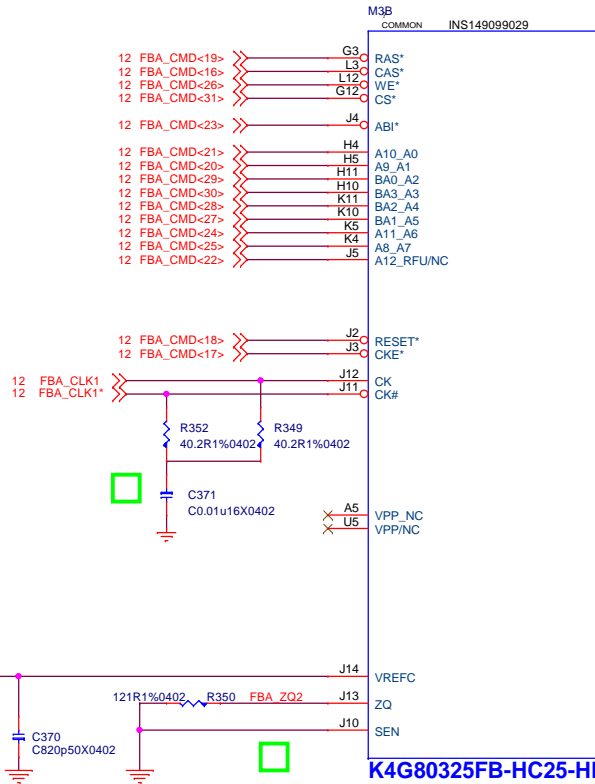 M3B
COMMON INS149099029
12 FBA_CMD<19> G3 RAS*
12 FBA_CMD<16> L3 CAS*
12 FBA_CMD<26> L12 WE*
12 FBA_CMD<31> G12 CS*
12 FBA_CMD<23> J4 ABI*
12 FBA_CMD<21> H4 A10_A0
12 FBA_CMD<20> H5 A9_A1
12 FBA_CMD<29> H11 BA0_A2
12 FBA_CMD<30> H10 BA3_A3
12 FBA_CMD<28> K11 BA2_A4
12 FBA_CMD<27> K10 BA1_A5
12 FBA_CMD<24> K5 A11_A6
12 FBA_CMD<25> K4 A8_A7
12 FBA_CMD<22> J5 A12_RFU/NC
12 FBA_CMD<18> J2 RESET*
12 FBA_CMD<17> J3 CKE*
12 FBA_CLK1 J12 CK
12 FBA_CLK1* J11 CK#
R352 R349
40.2R1%0402 40.2R1%0402
C371
C0.01u16X0402
A5 VPP_NC
U5 VPP/NC
J14 VREFC
121R1%0402 R350 FBA_ZQ2 J13 ZQ
J10 SEN
C370
C820p50X0402
K4G80325FB-HC25-H